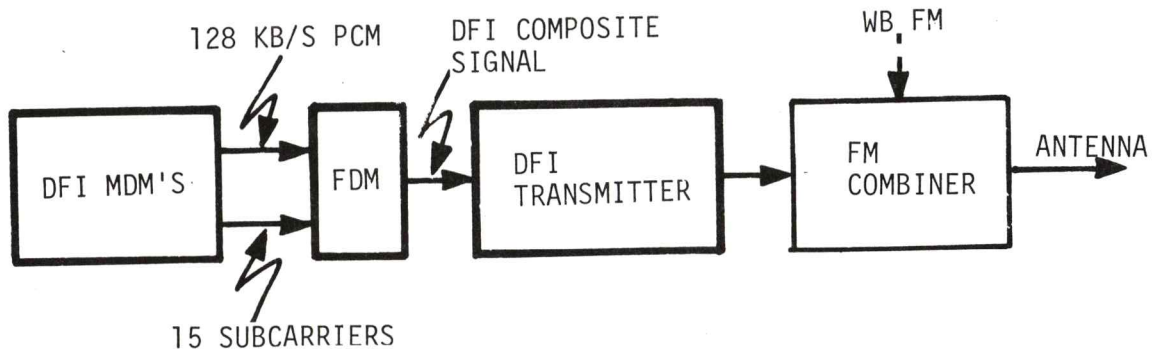 128 KB/S PCM
DFI COMPOSITE
SIGNAL
WB FM
DFI MDM'S
FDM
DFI
TRANSMITTER
FM
COMBINER
ANTENNA
15 SUBCARRIERS